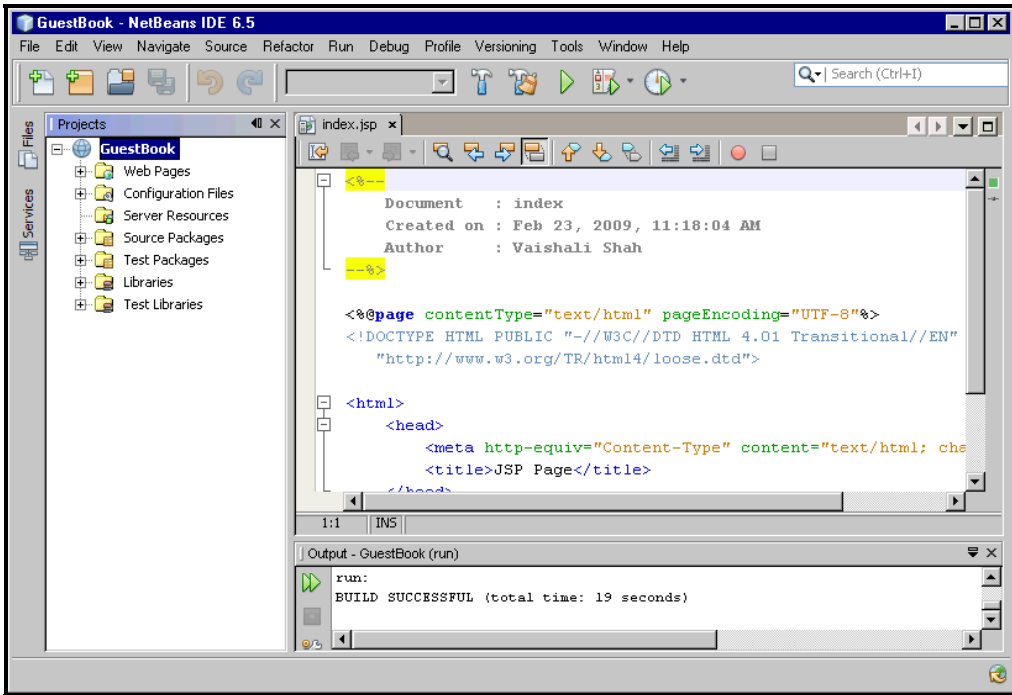 GuestBook - NetBeans IDE 6.5
File Edit View Navigate Source Refactor Run Debug Profile Versioning Tools Window Help
Search (Ctrl+I)
Files
Services
Projects
GuestBook
Web Pages
Configuration Files
Server Resources
Source Packages
Test Packages
Libraries
Test Libraries
index.jsp
<%--
Document : index
Created on : Feb 23, 2009, 11:18:04 AM
Author : Vaishali Shah
--%>
<%@page contentType="text/html" pageEncoding="UTF-8"%>
<!DOCTYPE HTML PUBLIC "-//W3C//DTD HTML 4.01 Transitional//EN"
"http://www.w3.org/TR/html4/loose.dtd">
<html>
<head>
<meta http-equiv="Content-Type" content="text/html; cha
<title>JSP Page</title>
</head>
1:1 INS
Output - GuestBook (run)
run:
BUILD SUCCESSFUL (total time: 19 seconds)